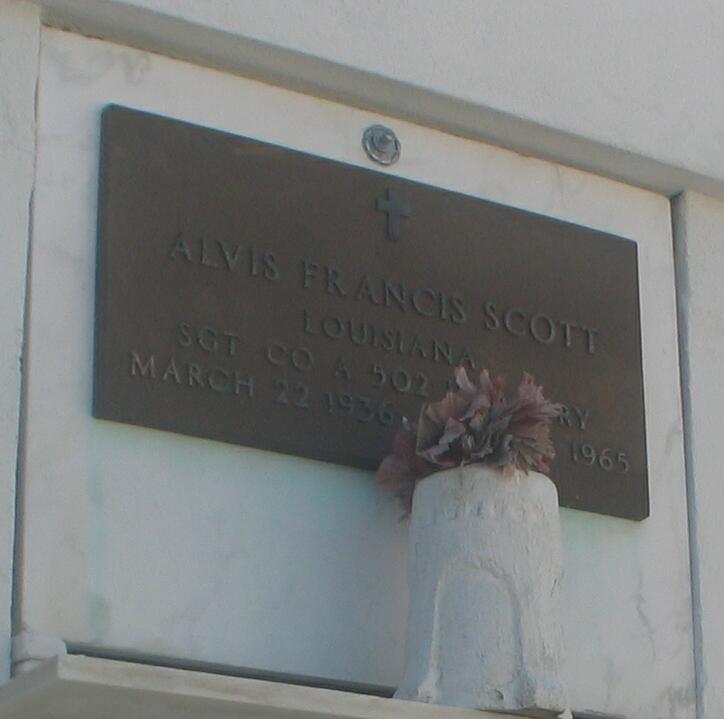 ALVIS FRANCIS SCOTT
LOUISIANA
SGT CO A 502
MARCH 22 1936 1965